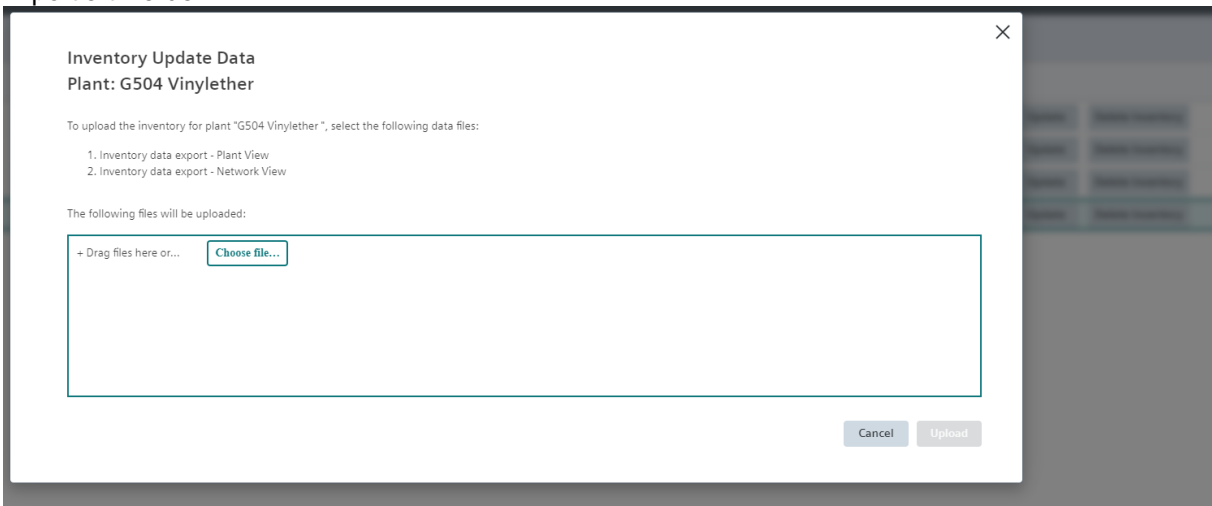 Inventory Update Data
Plant: G504 Vinylether
To upload the inventory for plant "G504 Vinylether ", select the following data files:
1. Inventory data export - Plant View
2. Inventory data export - Network View
The following files will be uploaded:
+ Drag files here or... Choose file...
Cancel Upload